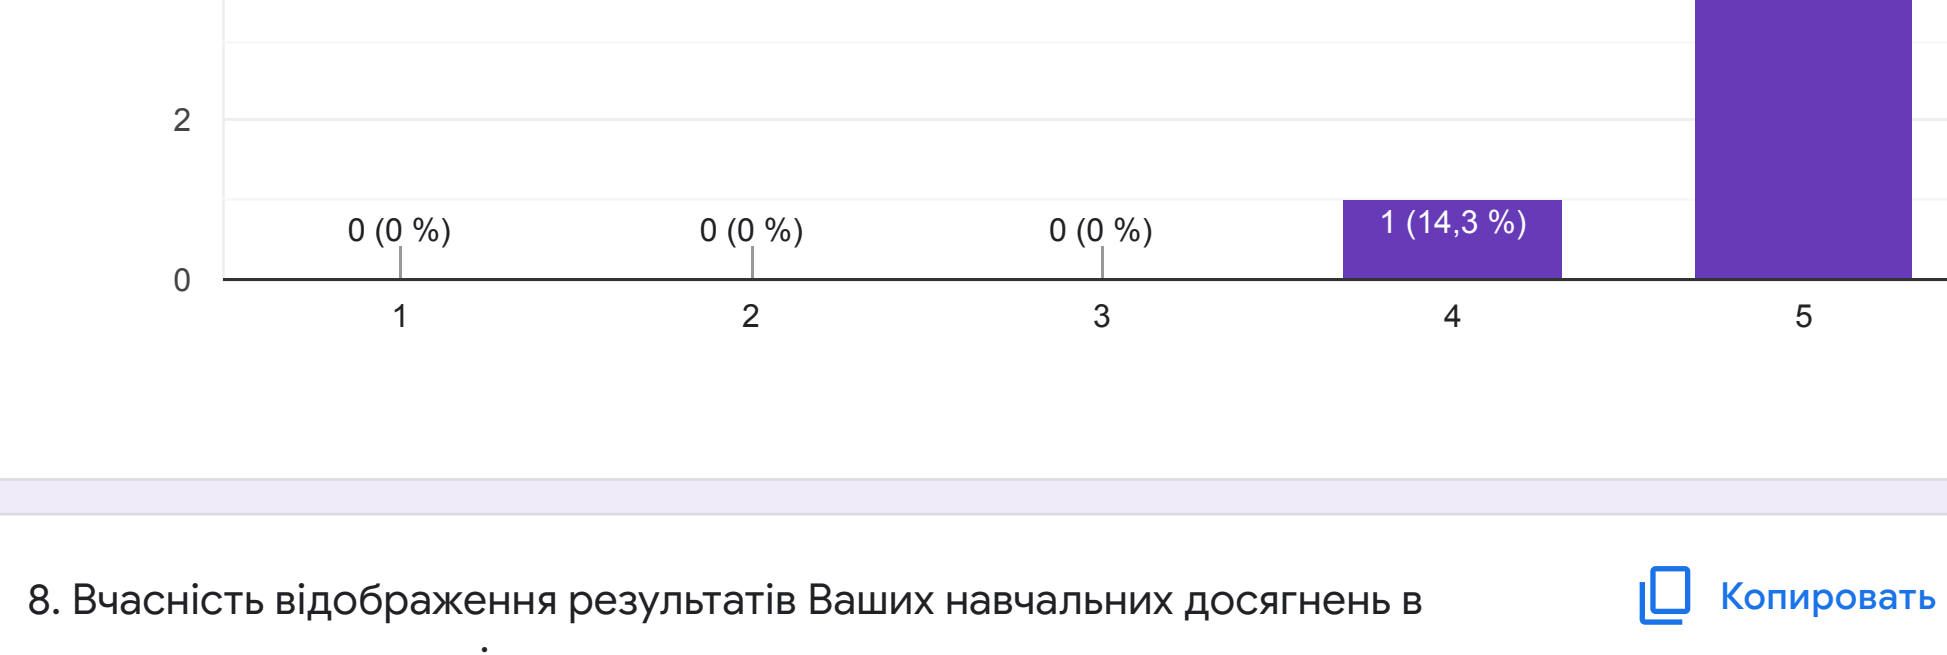 2
0 (0 %) 0 (0 %) 0 (0 %) 1 (14,3 %)
0
1 2 3 4 5
8. Вчасність відображення результатів Ваших навчальних досягнень в
Копировать